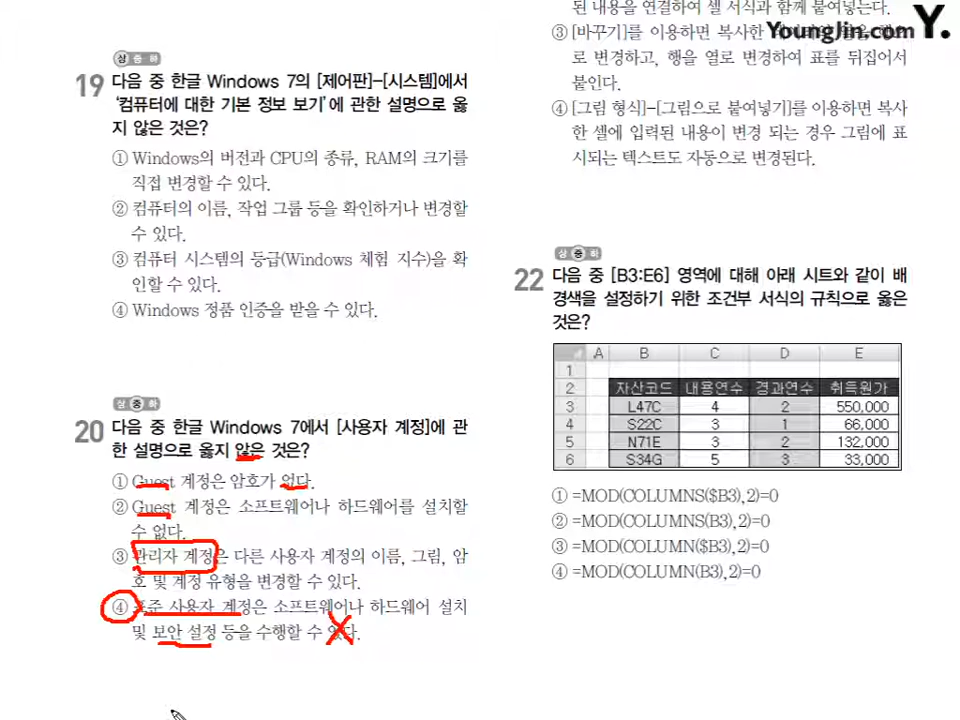 상 중 하
19 다음 중 한글 Windows 7의 [제어판]-[시스템]에서
‘컴퓨터에 대한 기본 정보 보기’에 관한 설명으로 옳
지 않은 것은?
① Windows의 버전과 CPU의 종류, RAM의 크기를
직접 변경할 수 있다.
② 컴퓨터의 이름, 작업 그룹 등을 확인하거나 변경할
수 있다.
③ 컴퓨터 시스템의 등급(Windows 체험 지수)을 확
인할 수 있다.
④ Windows 정품 인증을 받을 수 있다.
상 중 하
20 다음 중 한글 Windows 7에서 [사용자 계정]에 관
한 설명으로 옳지 않은 것은?
① Guest 계정은 암호가 없다.
② Guest 계정은 소프트웨어나 하드웨어를 설치할
수 없다.
③ 관리자 계정은 다른 사용자 계정의 이름, 그림, 암
호 및 계정 유형을 변경할 수 있다.
④ 표준 사용자 계정은 소프트웨어나 하드웨어 설치
및 보안 설정 등을 수행할 수 있다.
된 내용을 연결하여 셀 서식과 함께 붙여넣는다.
Younglin.com Y.
③ [바꾸기]를 이용하면 복사한
로 변경하고, 행을 열로 변경하여 표를 뒤집어서
붙인다.
④ [그림 형식]-[그림으로 붙여넣기]를 이용하면 복사
한 셀에 입력된 내용이 변경 되는 경우 그림에 표
시되는 텍스트도 자동으로 변경된다.
상 중 하
22 다음 중 [B3:E6] 영역에 대해 아래 시트와 같이 배
경색을 설정하기 위한 조건부 서식의 규칙으로 옳은
것은?
A B C D E
1
2 자산코드 내용연수 경과연수 취득원가
3 L47C 4 2 550,000
4 S22C 3 1 66,000
5 N71E 3 2 132,000
6 S34G 5 3 33,000
① =MOD(COLUMNS($B3),2)=0
② =MOD(COLUMNS(B3),2)=0
③ =MOD(COLUMN($B3),2)=0
④ =MOD(COLUMN(B3),2)=0